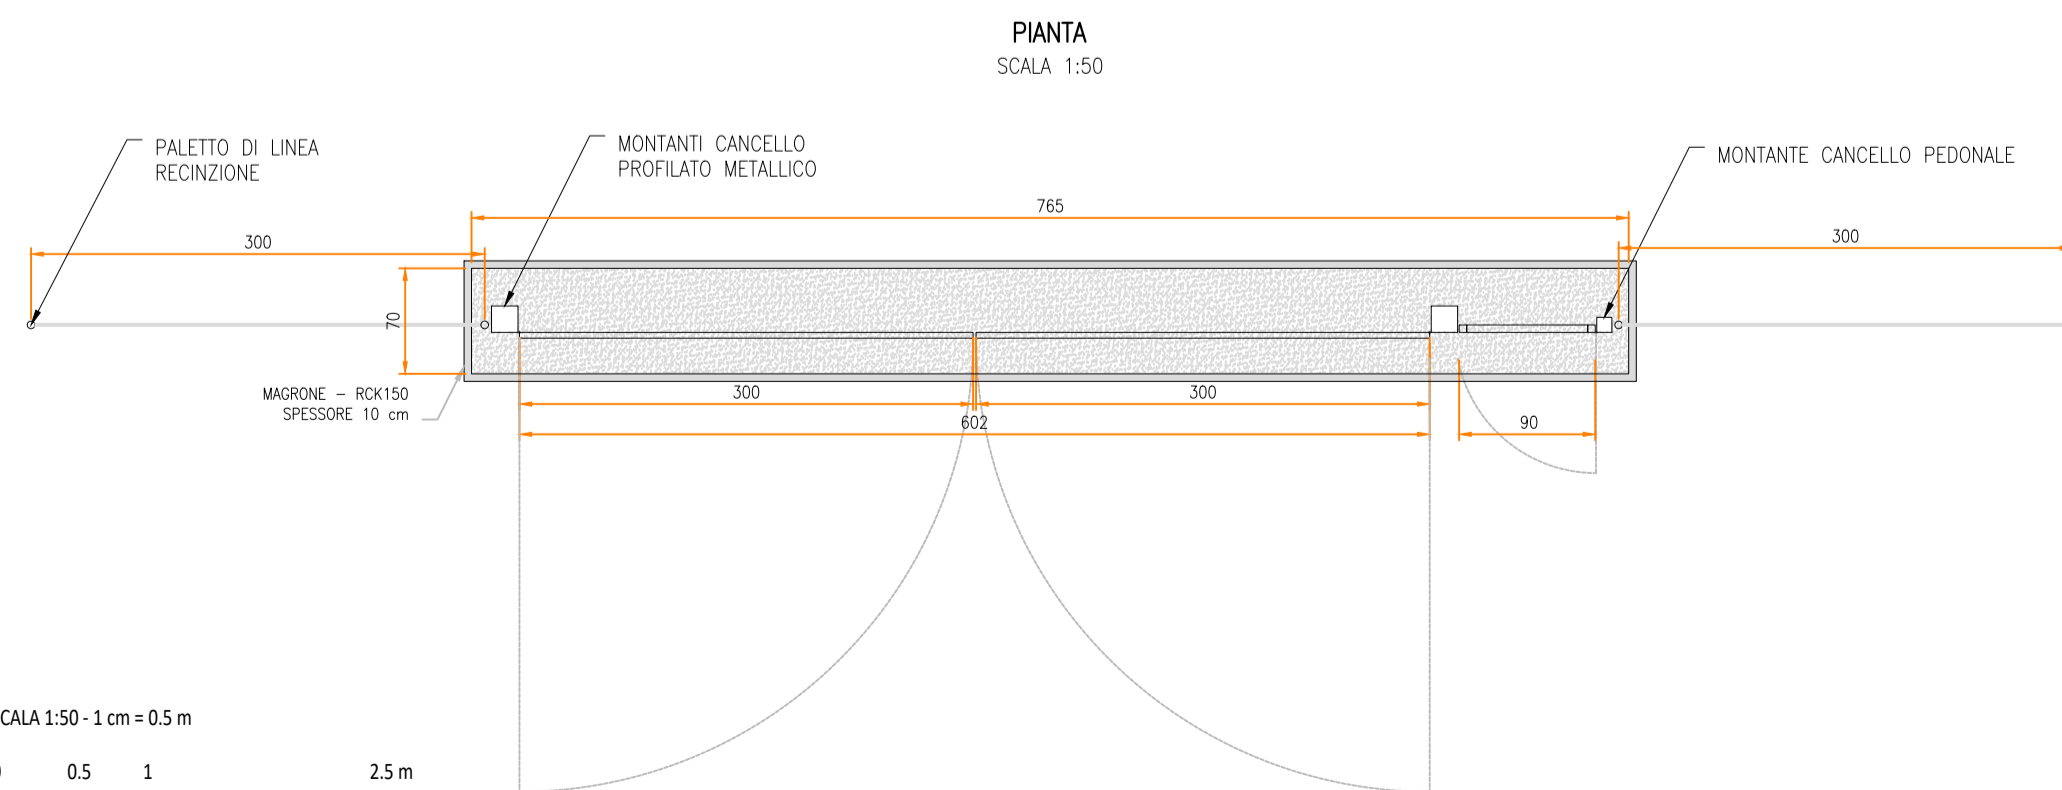 PIANTA
SCALA 1:50
PALETTO DI LINEA
RECINZIONE
MONTANTI CANCELLO
PROFILATO METALLICO
MONTANTE CANCELLO PEDONALE
765
300
300
70
MAGRONE – RCK150
SPESSORE 10 cm
300
300
602
90
CALA 1:50 - 1 cm = 0.5 m
0.5 1 2.5 m